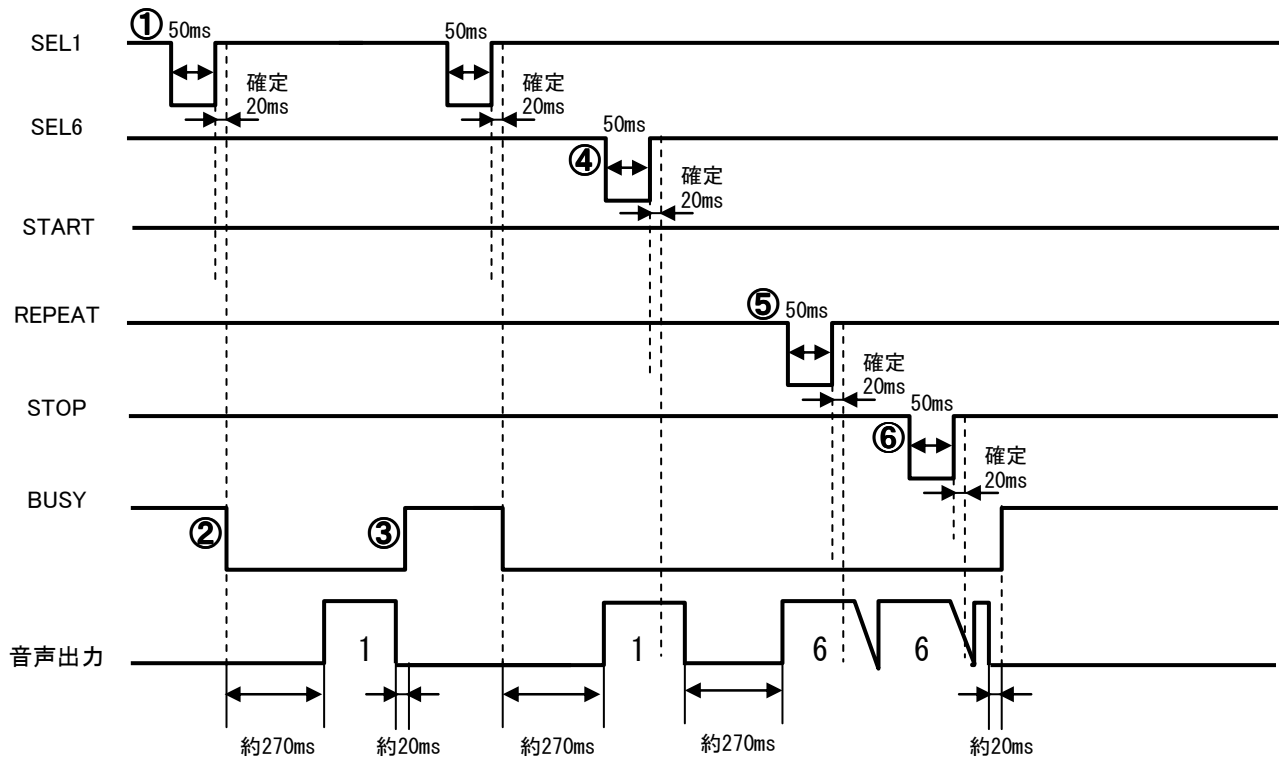 ① 50ms
50ms
SEL1
確定
20ms
確定
20ms
SEL6
50ms
④
確定
20ms
START
REPEAT
⑤ 50ms
確定
20ms
STOP
50ms
⑥
確定
20ms
BUSY
②
③
音声出力
1
1
6
6
約270ms
約20ms
約270ms
約270ms
約20ms